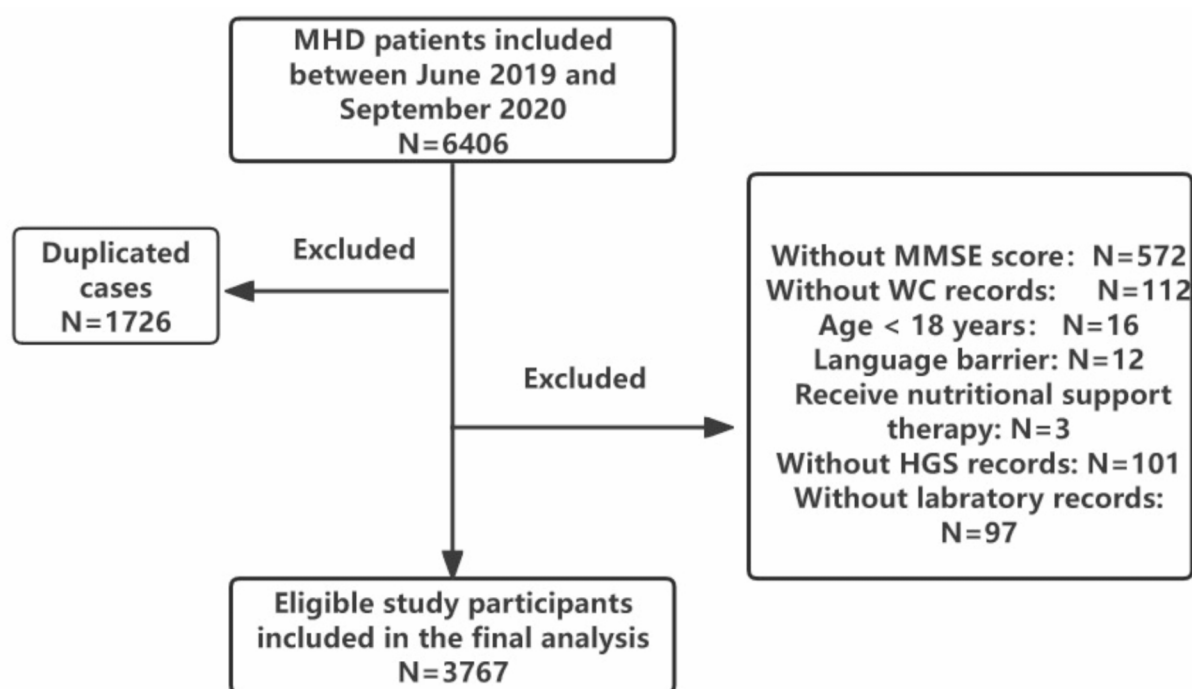 MHD patients included
between June 2019 and
September 2020
N=6406
Excluded
Duplicated
cases
N=1726
Excluded
Without MMSE score: N=572
Without WC records: N=112
Age < 18 years: N=16
Language barrier: N=12
Receive nutritional support
therapy: N=3
Without HGS records: N=101
Without labratory records:
N=97
Eligible study participants
included in the final analysis
N=3767